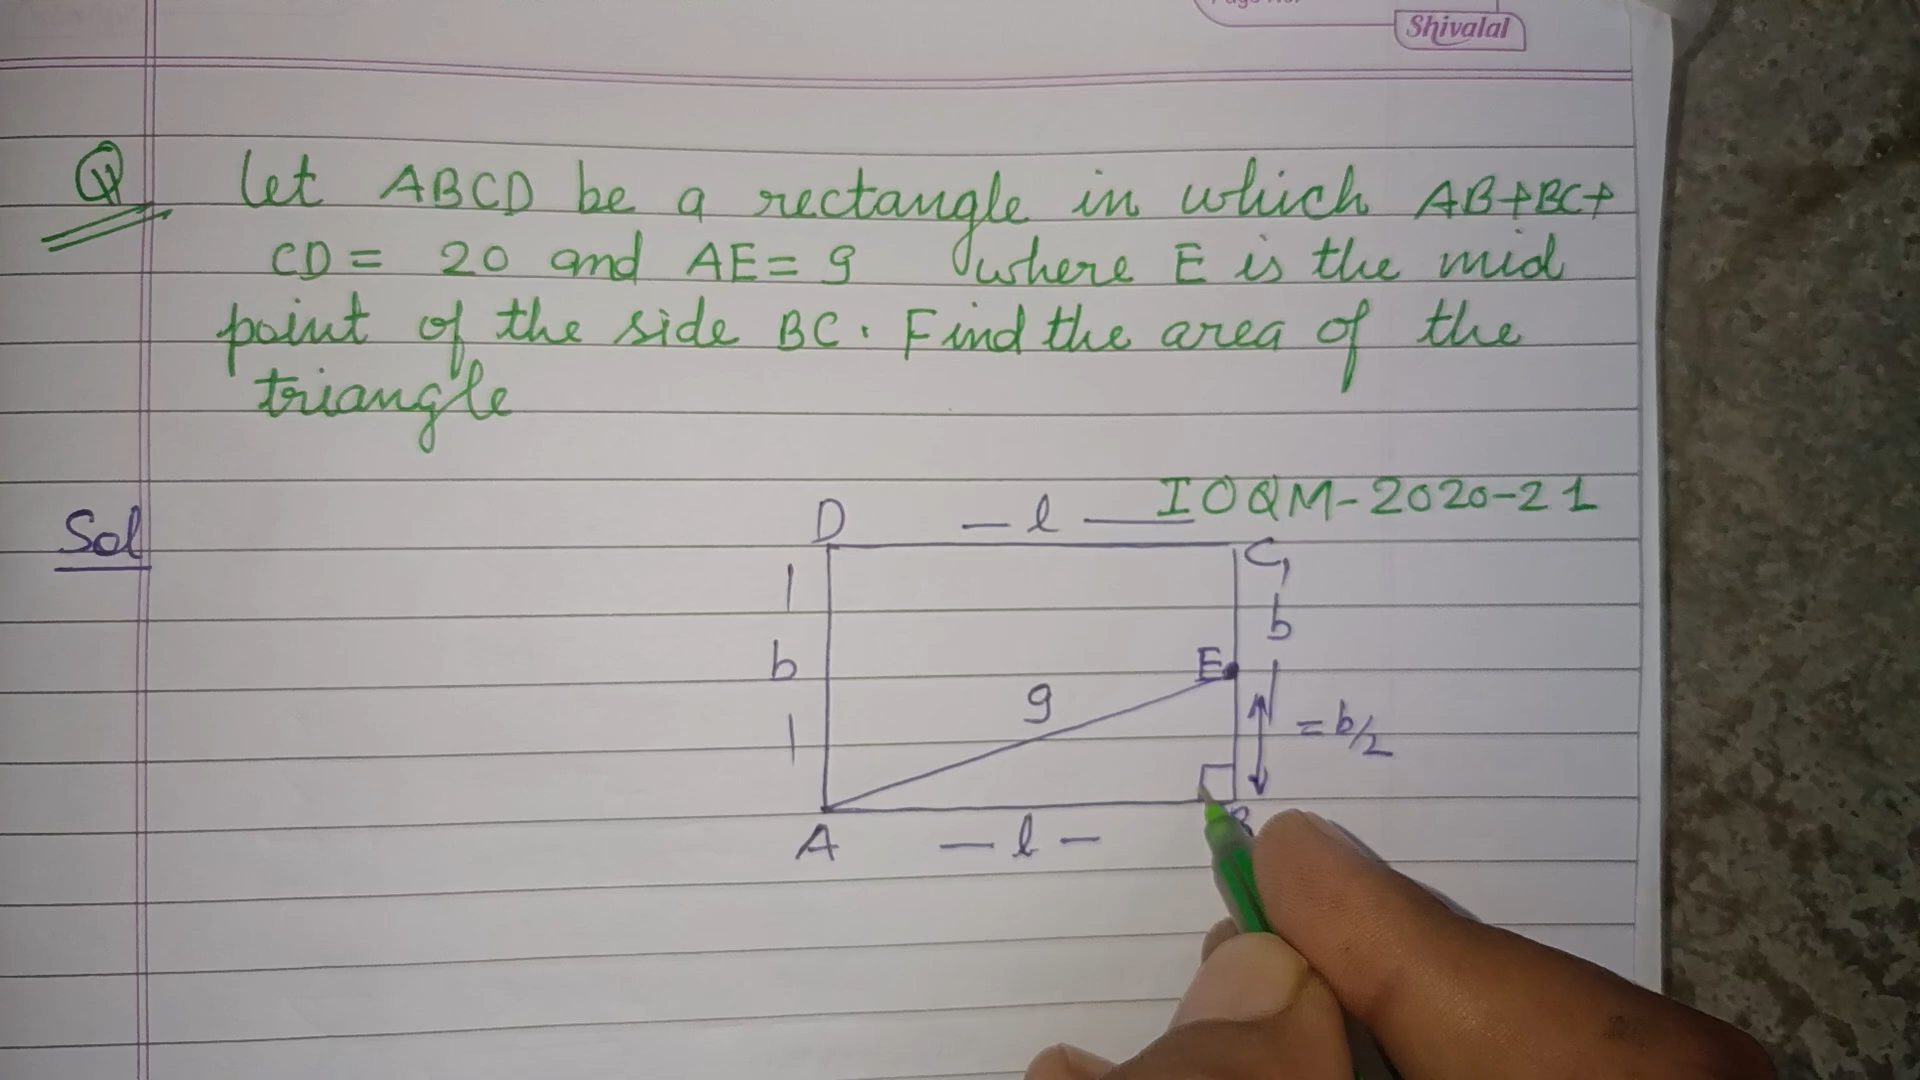 Shivalal
Q Let ABCD be a rectangle in which AB+BC+
CD = 20 and AE = 9 where E is the mid
point of the side BC. Find the area of the
triangle
IOQM-2020-21
Sol
D l C
b b
E
9
= b/2
A l B